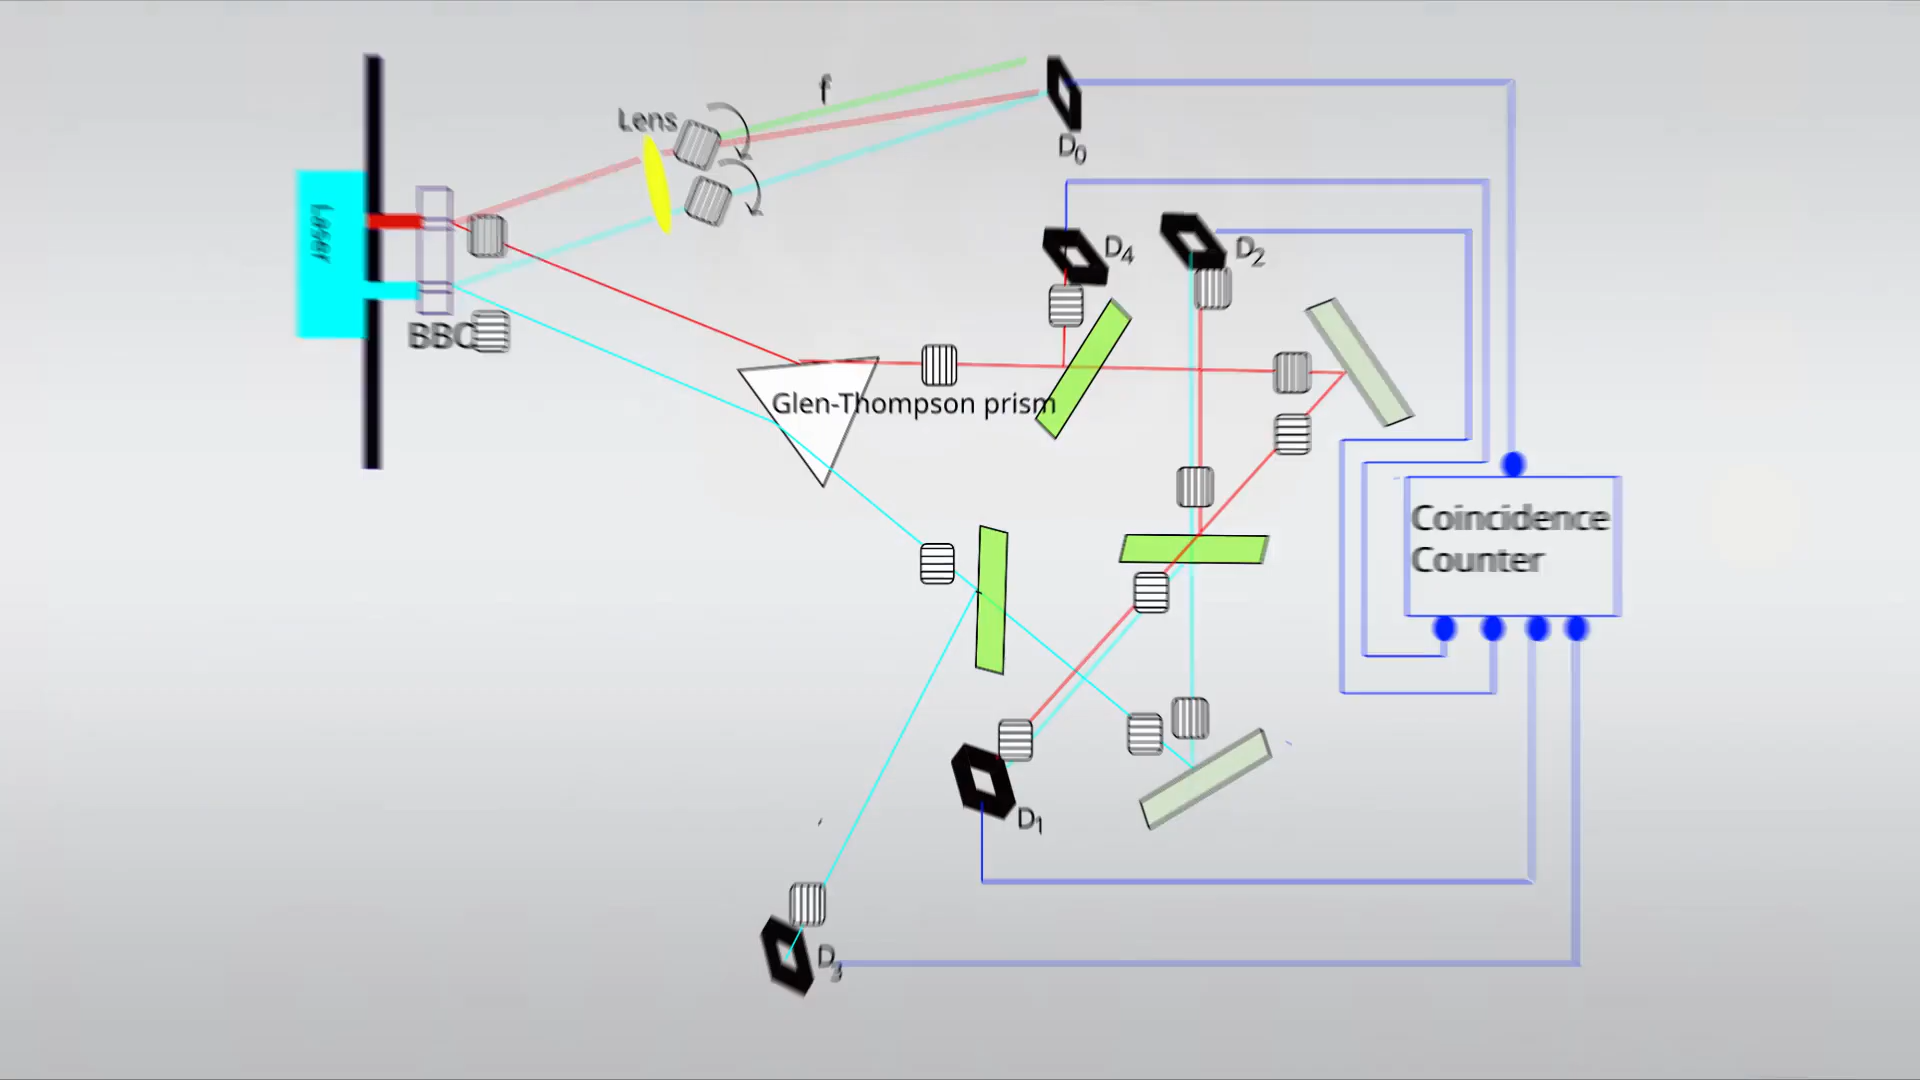 f
Lens
D0
Laser
D4
D2
BBO
Glen-Thompson prism
Coincidence
Counter
D1
D3